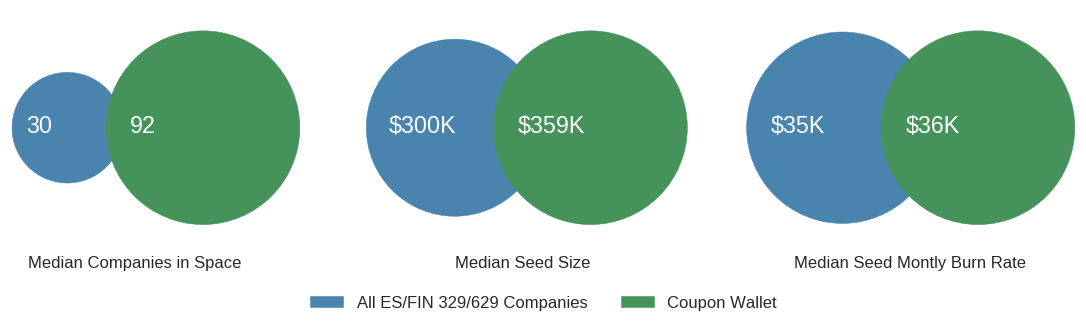 30
92
$300K
$359K
$35K
$36K
Median Companies in Space
Median Seed Size
Median Seed Montly Burn Rate
All ES/FIN 329/629 Companies
Coupon Wallet